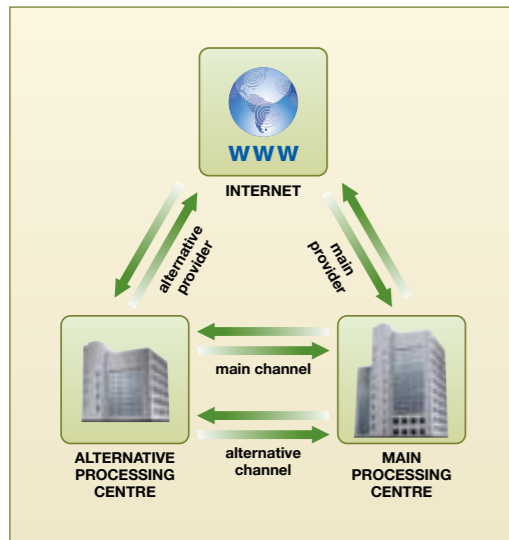 WWW
INTERNET
alternative
provider
main
provider
main channel
alternative
channel
ALTERNATIVE
PROCESSING
CENTRE
MAIN
PROCESSING
CENTRE